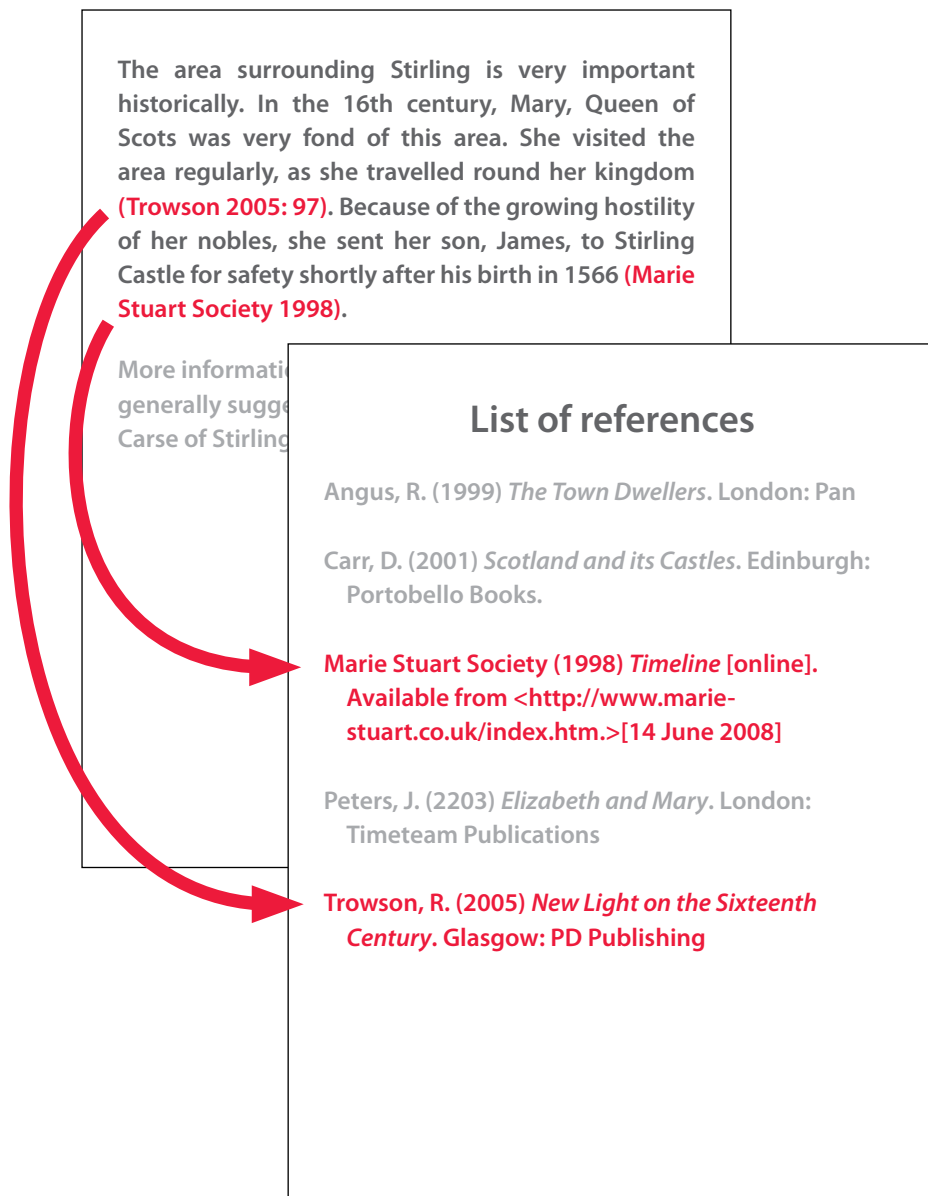 The area surrounding Stirling is very important
historically. In the 16th century, Mary, Queen of
Scots was very fond of this area. She visited the
area regularly, as she travelled round her kingdom
(Trowson 2005: 97). Because of the growing hostility
of her nobles, she sent her son, James, to Stirling
Castle for safety shortly after his birth in 1566 (Marie
Stuart Society 1998).
More informati
generally sugge
Carse of Stirling
List of references
Angus, R. (1999) The Town Dwellers. London: Pan
Carr, D. (2001) Scotland and its Castles. Edinburgh:
Portobello Books.
Marie Stuart Society (1998) Timeline [online].
Available from <http://www.marie-
stuart.co.uk/index.htm.>[14 June 2008]
Peters, J. (2203) Elizabeth and Mary. London:
Timeteam Publications
Trowson, R. (2005) New Light on the Sixteenth
Century. Glasgow: PD Publishing